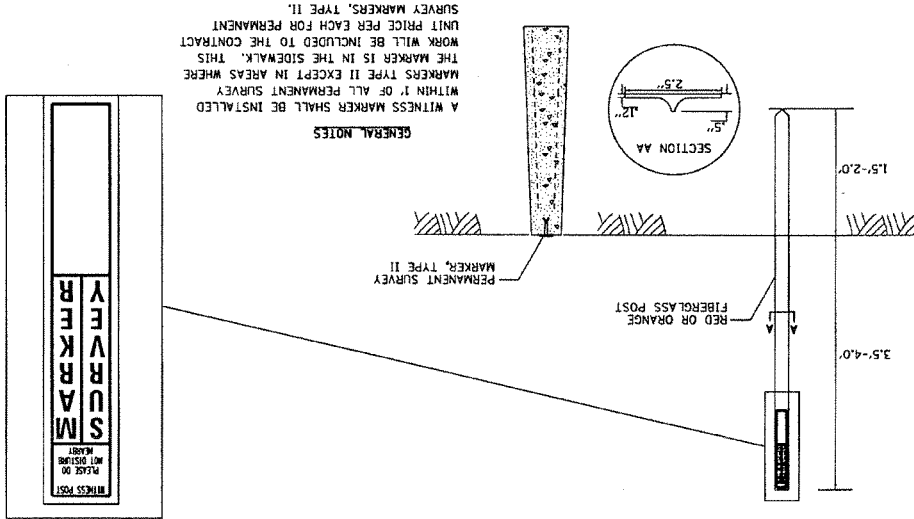 WITNESS POST
PLEASE DO
NOT DISTURB
NEARBY
SURVEY
MARKER
3.5'-4.0'
RED OR ORANGE
FIBERGLASS POST
PERMANENT SURVEY
MARKER, TYPE II
1.5'-2.0'
SECTION AA
.5"
.12"
2.5"
GENERAL NOTES
A WITNESS MARKER SHALL BE INSTALLED
WITHIN 1' OF ALL PERMANENT SURVEY
MARKERS TYPE II EXCEPT IN AREAS WHERE
THE MARKER IS IN THE SIDEWALK. THIS
WORK WILL BE INCLUDED TO THE CONTRACT
UNIT PRICE PER EACH FOR PERMANENT
SURVEY MARKERS, TYPE II.